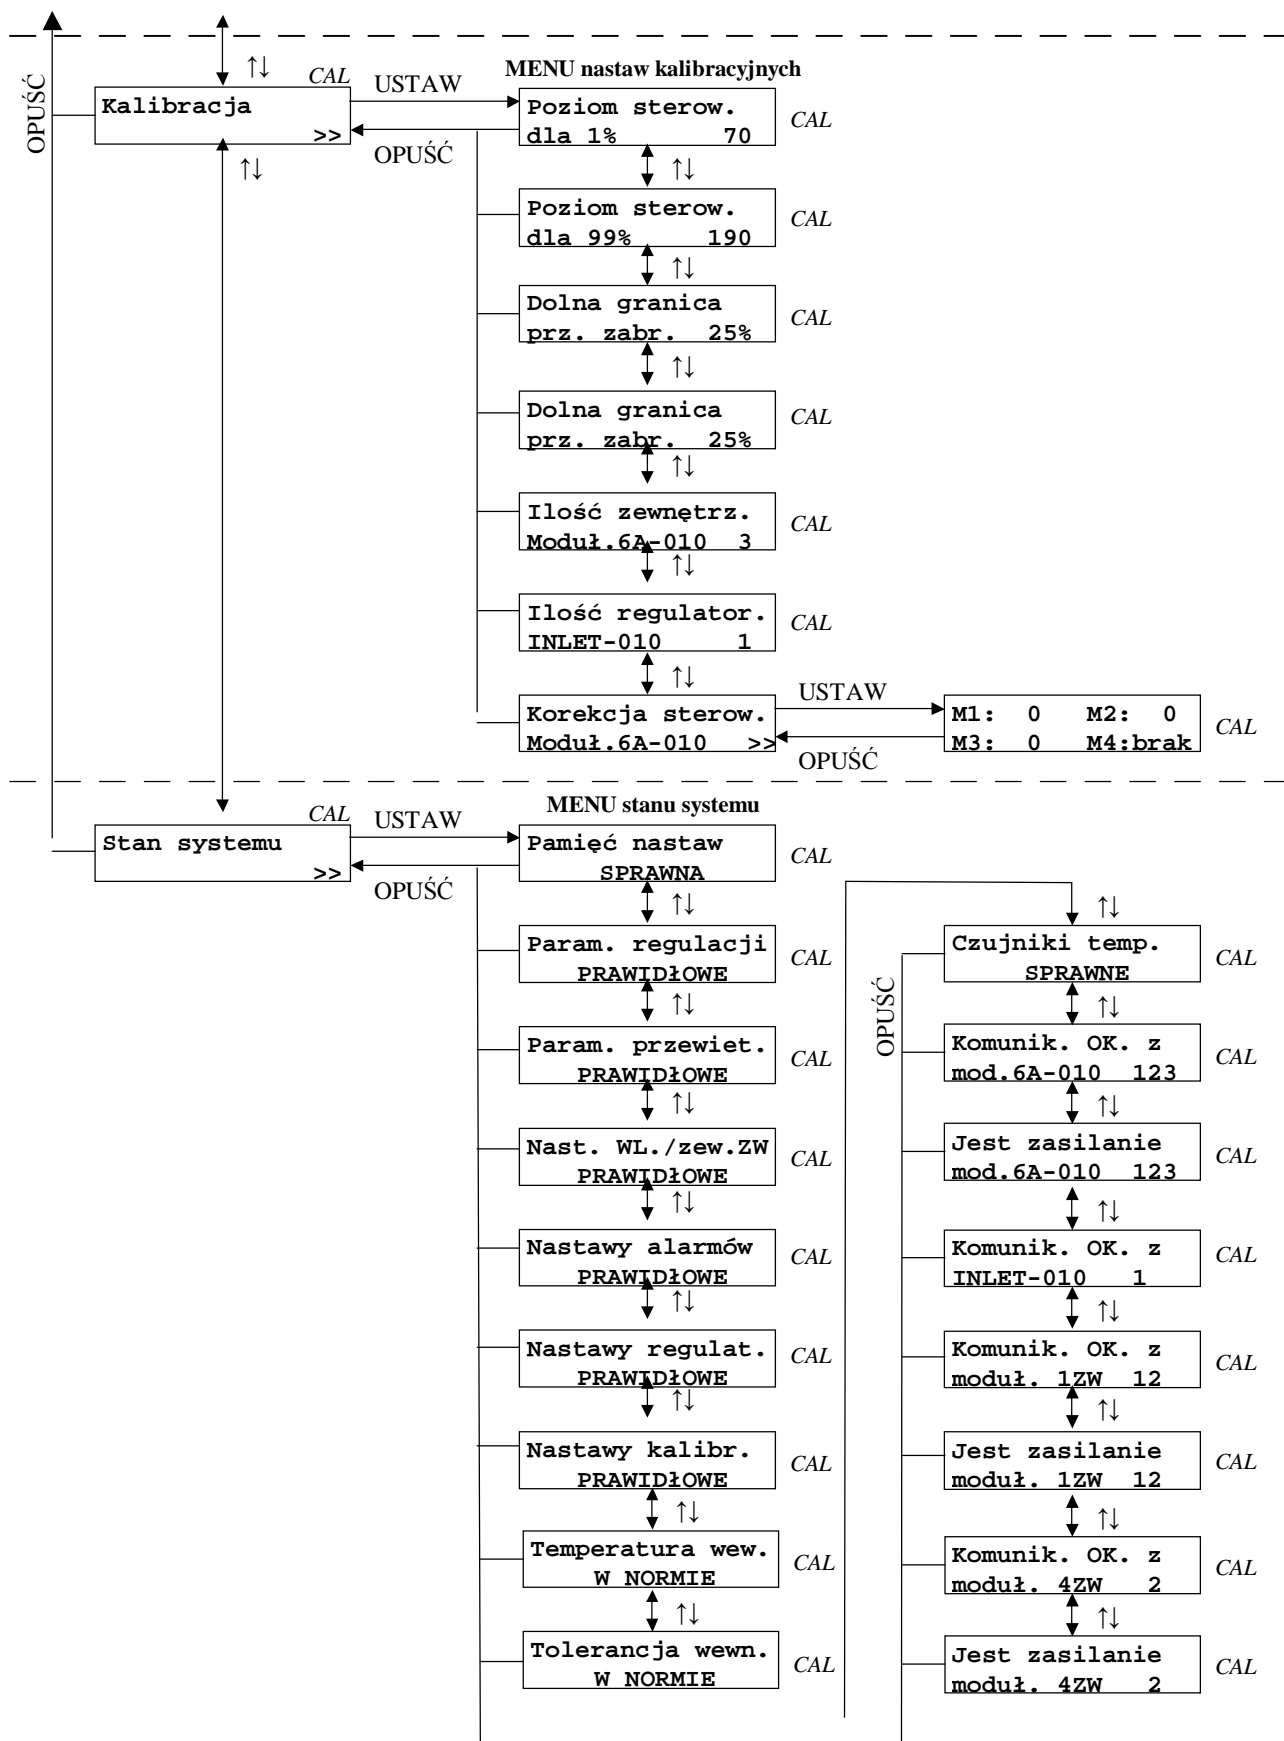 ↑↓
CAL
OPUŚĆ
Kalibracja
>>
USTAW
OPUŚĆ
↑↓
MENU nastaw kalibracyjnych
Poziom sterow.
dla 1% 70
CAL
↑↓
Poziom sterow.
dla 99% 190
CAL
↑↓
Dolna granica
prz. zabr. 25%
CAL
↑↓
Dolna granica
prz. zabr. 25%
CAL
↑↓
Ilość zewnętrz.
Moduł.6A-010 3
CAL
↑↓
Ilość regulator.
INLET-010 1
CAL
↑↓
Korekcja sterow.
Moduł.6A-010 >>
USTAW
OPUŚĆ
M1: 0 M2: 0
M3: 0 M4:brak
CAL
CAL
Stan systemu
>>
USTAW
OPUŚĆ
MENU stanu systemu
Pamięć nastaw
SPRAWNA
CAL
↑↓
Param. regulacji
PRAWIDŁOWE
CAL
↑↓
Param. przewiet.
PRAWIDŁOWE
CAL
↑↓
Nast. WL./zew.ZW
PRAWIDŁOWE
CAL
↑↓
Nastawy alarmów
PRAWIDŁOWE
CAL
↑↓
Nastawy regulat.
PRAWIDŁOWE
CAL
↑↓
Nastawy kalibr.
PRAWIDŁOWE
CAL
↑↓
Temperatura wew.
W NORMIE
CAL
↑↓
Tolerancja wewn.
W NORMIE
CAL
↑↓
OPUŚĆ
Czujniki temp.
SPRAWNE
CAL
↑↓
Komunik. OK. z
mod.6A-010 123
CAL
↑↓
Jest zasilanie
mod.6A-010 123
CAL
↑↓
Komunik. OK. z
INLET-010 1
CAL
↑↓
Komunik. OK. z
moduł. 1ZW 12
CAL
↑↓
Jest zasilanie
moduł. 1ZW 12
CAL
↑↓
Komunik. OK. z
moduł. 4ZW 2
CAL
↑↓
Jest zasilanie
moduł. 4ZW 2
CAL